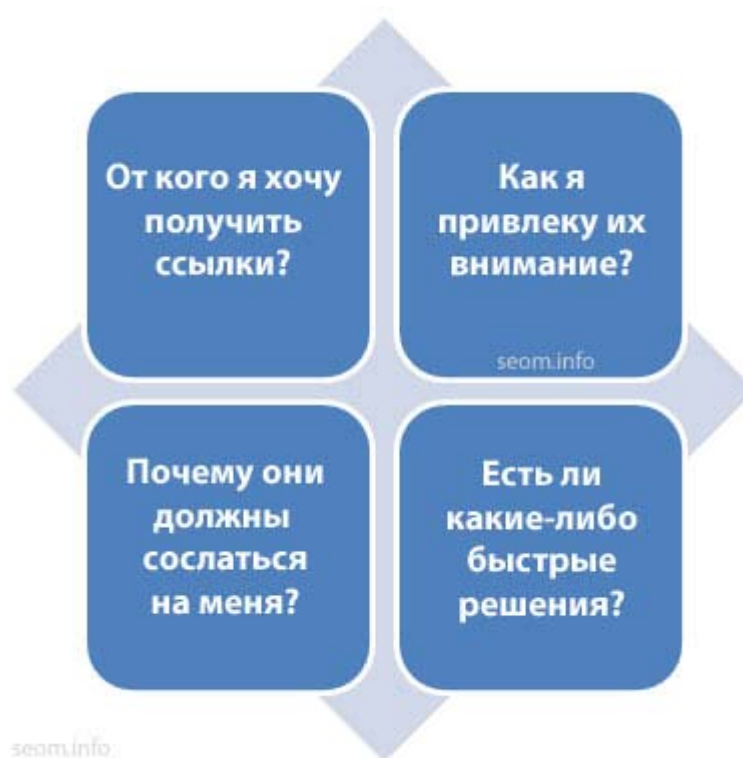 От кого я хочу
получить
ссылки?
Как я
привлеку их
внимание?
seom.info
Почему они
должны
сослаться
на меня?
Есть ли
какие-либо
быстрые
решения?
seom.info